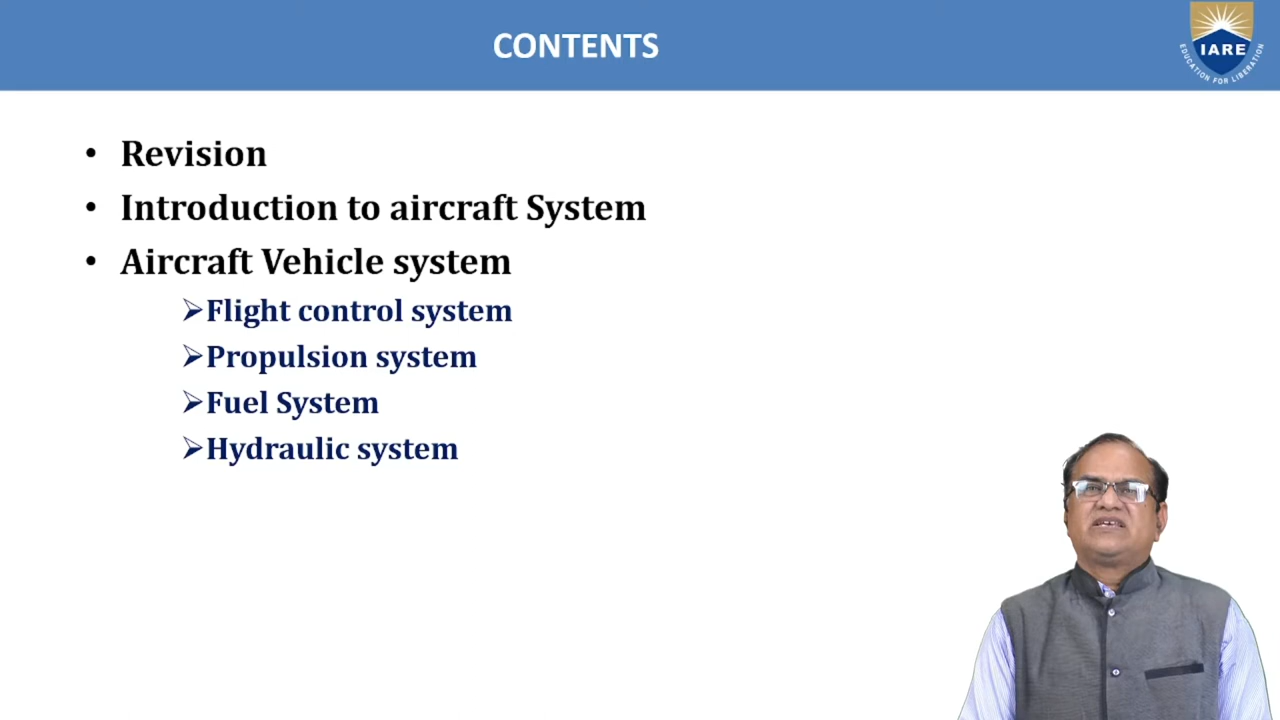 CONTENTS
IARE
EDUCATION FOR LIBERATION
• Revision
• Introduction to aircraft System
• Aircraft Vehicle system
➢Flight control system
➢Propulsion system
➢Fuel System
➢Hydraulic system